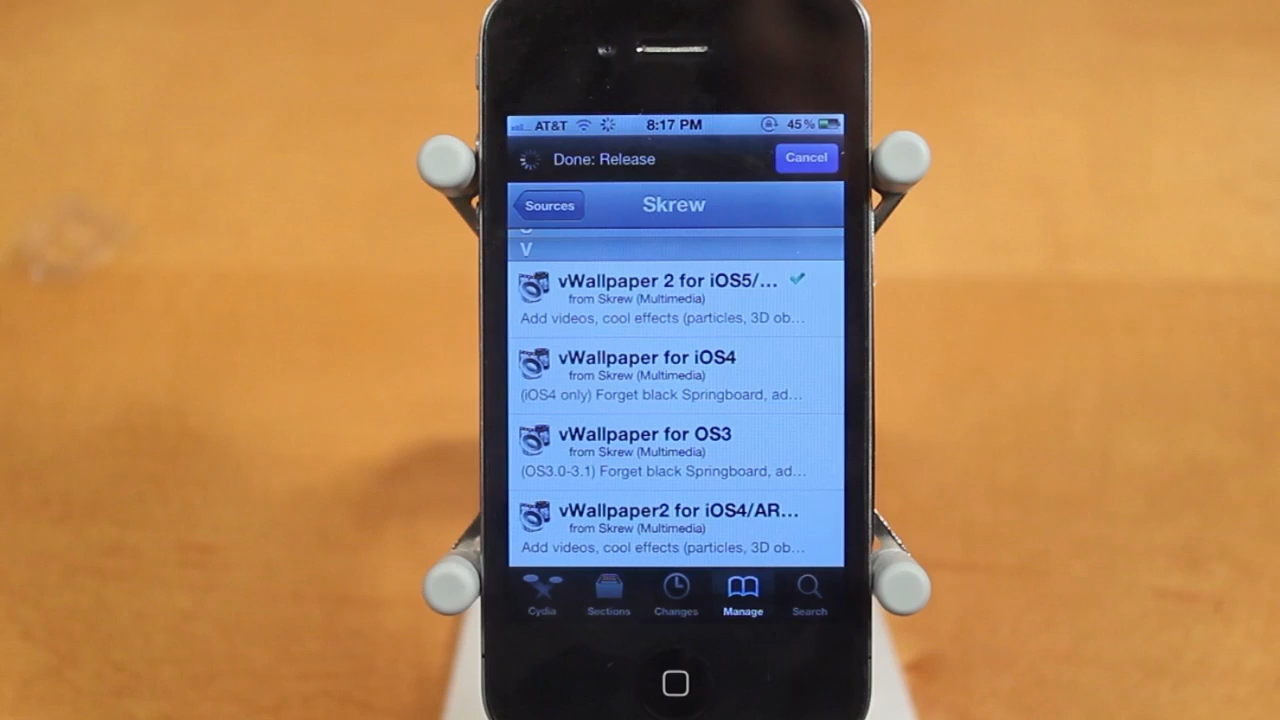 AT&T 8:17 PM 45%
Done: Release Cancel
Sources Skrew
V
vWallpaper 2 for iOS5/...
from Skrew (Multimedia)
Add videos, cool effects (particles, 3D ob...
vWallpaper for iOS4
from Skrew (Multimedia)
(iOS4 only) Forget black Springboard, ad...
vWallpaper for OS3
from Skrew (Multimedia)
(OS3.0-3.1) Forget black Springboard, ad...
vWallpaper2 for iOS4/AR...
from Skrew (Multimedia)
Add videos, cool effects (particles, 3D ob...
Cydia Sections Changes Manage Search